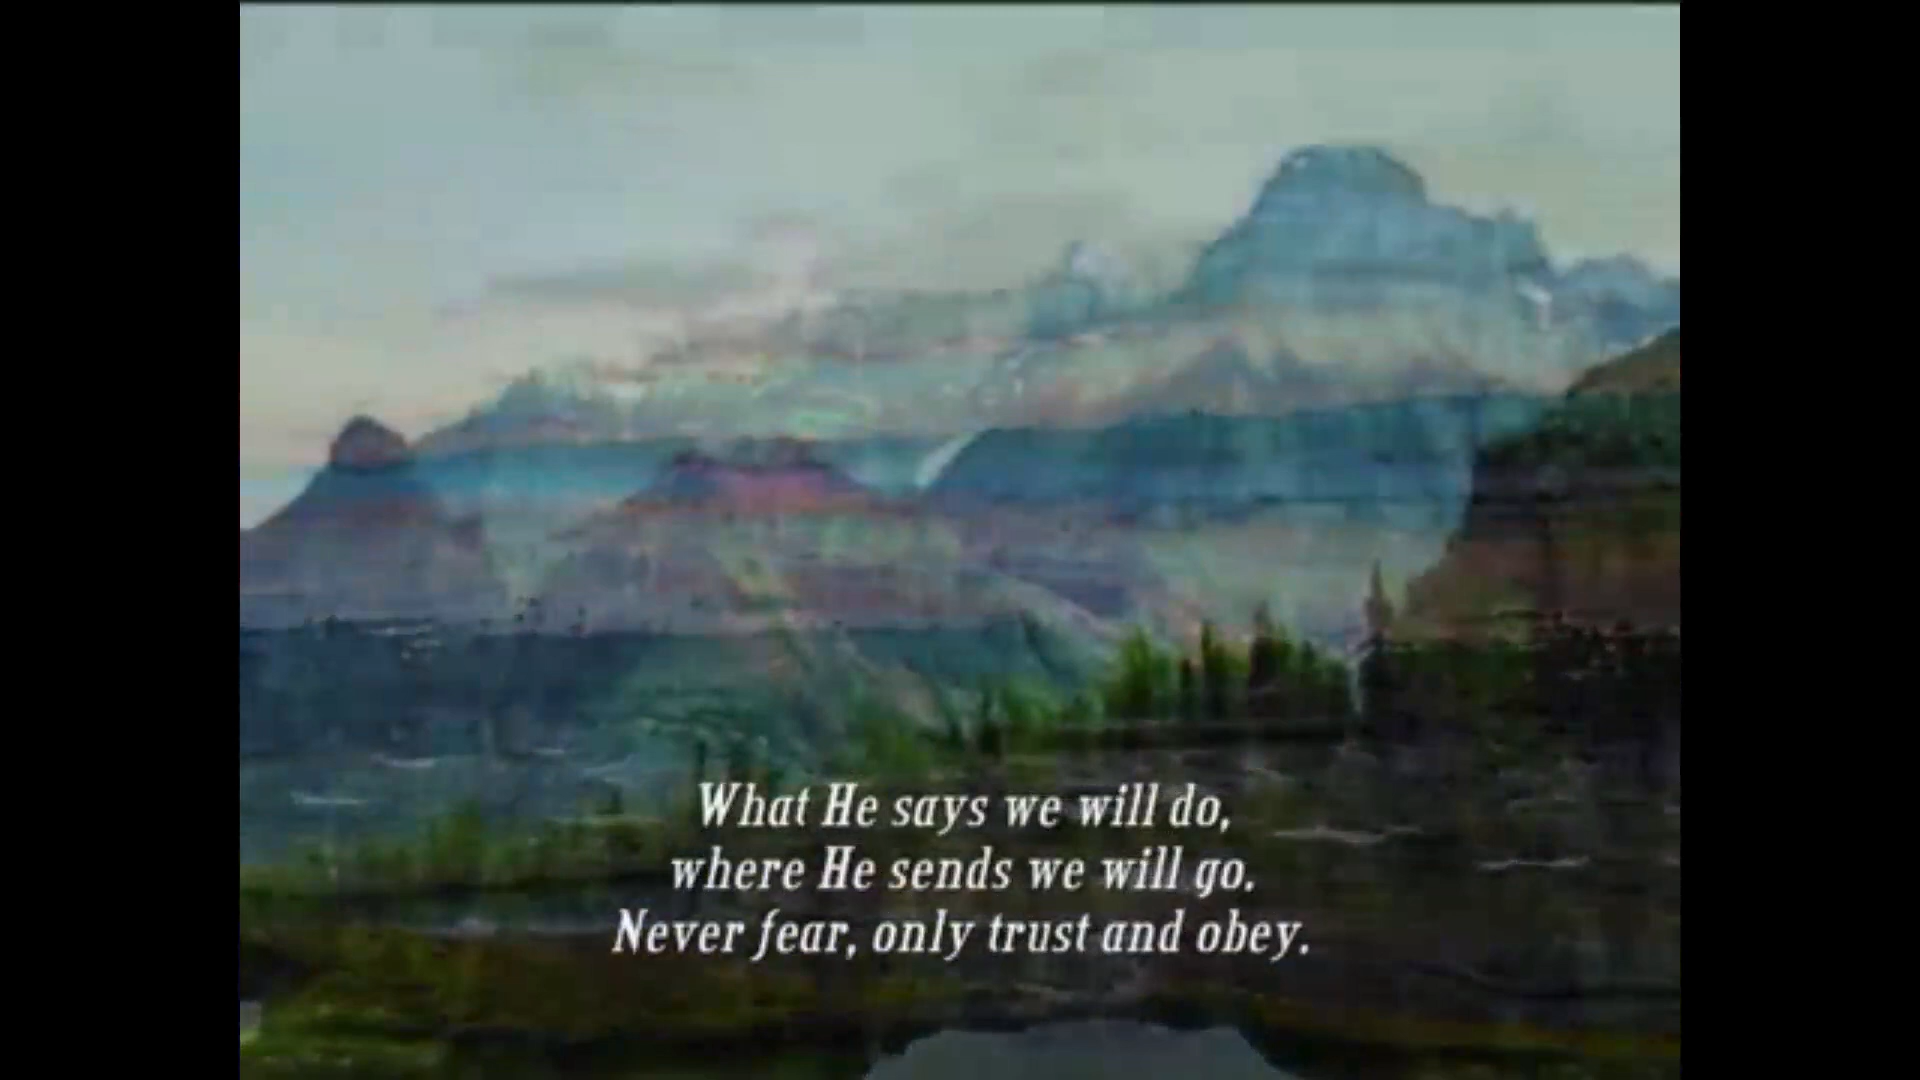 What He says we will do,
where He sends we will go.
Never fear, only trust and obey.